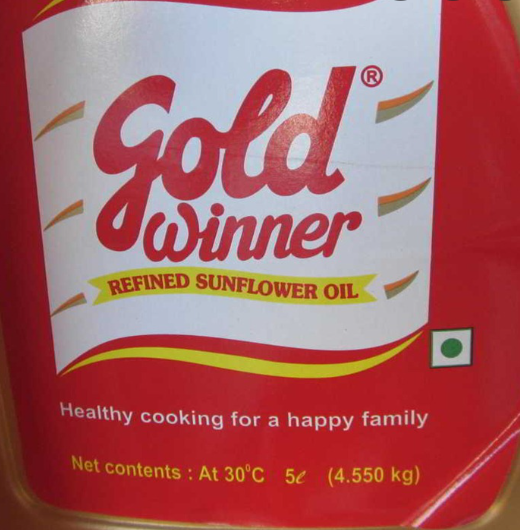 Gold®
winner
REFINED SUNFLOWER OIL
Healthy cooking for a happy family
Net contents : At 30°C 5ℓ (4.550 kg)